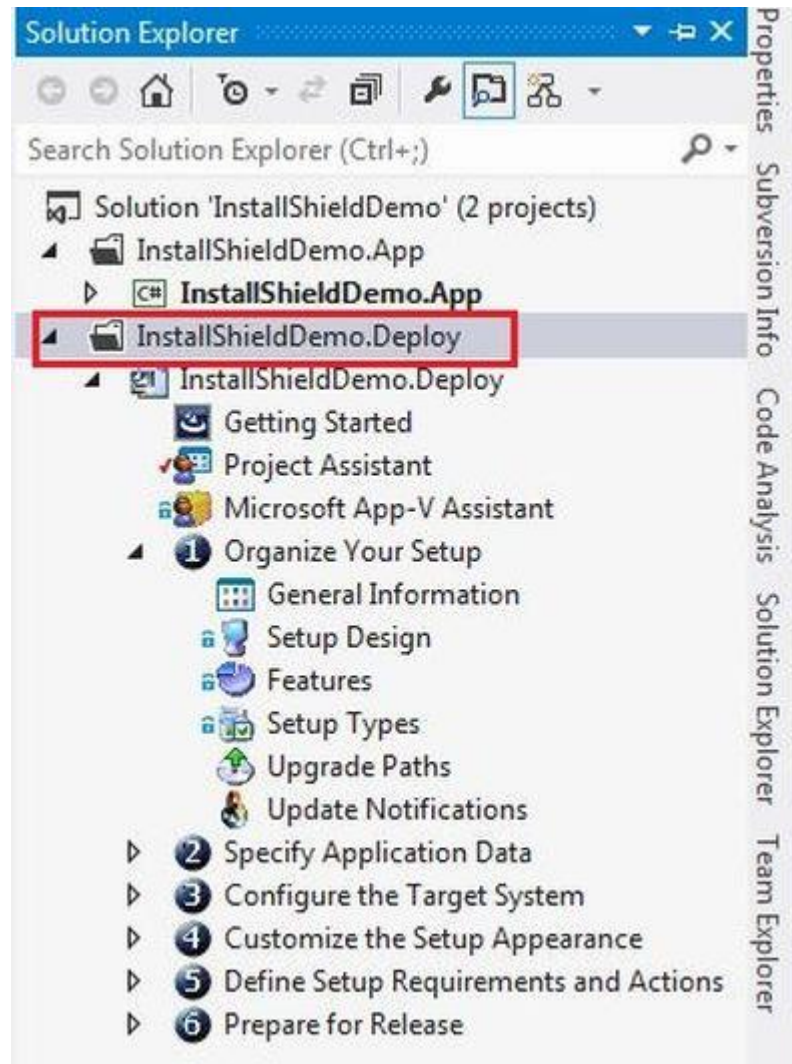 Solution Explorer
Search Solution Explorer (Ctrl+;)
Solution 'InstallShieldDemo' (2 projects)
InstallShieldDemo.App
C# InstallShieldDemo.App
InstallShieldDemo.Deploy
InstallShieldDemo.Deploy
Getting Started
Project Assistant
Microsoft App-V Assistant
1 Organize Your Setup
General Information
Setup Design
Features
Setup Types
Upgrade Paths
Update Notifications
2 Specify Application Data
3 Configure the Target System
4 Customize the Setup Appearance
5 Define Setup Requirements and Actions
6 Prepare for Release
Properties
Subversion Info
Code Analysis
Solution Explorer
Team Explorer